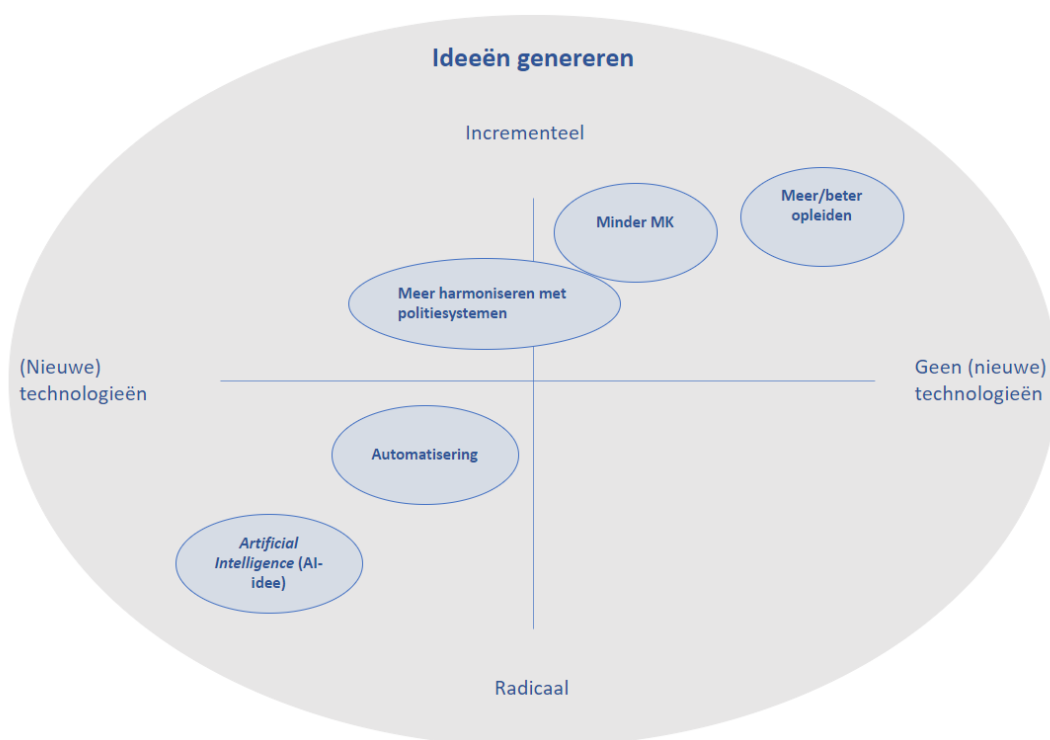 Ideeën genereren
Incrementeel
Meer/beter
opleiden
Minder MK
Meer harmoniseren met
politiesystemen
(Nieuwe)
technologieën
Geen (nieuwe)
technologieën
Automatisering
Artificial
Intelligence (AI-
idee)
Radicaal